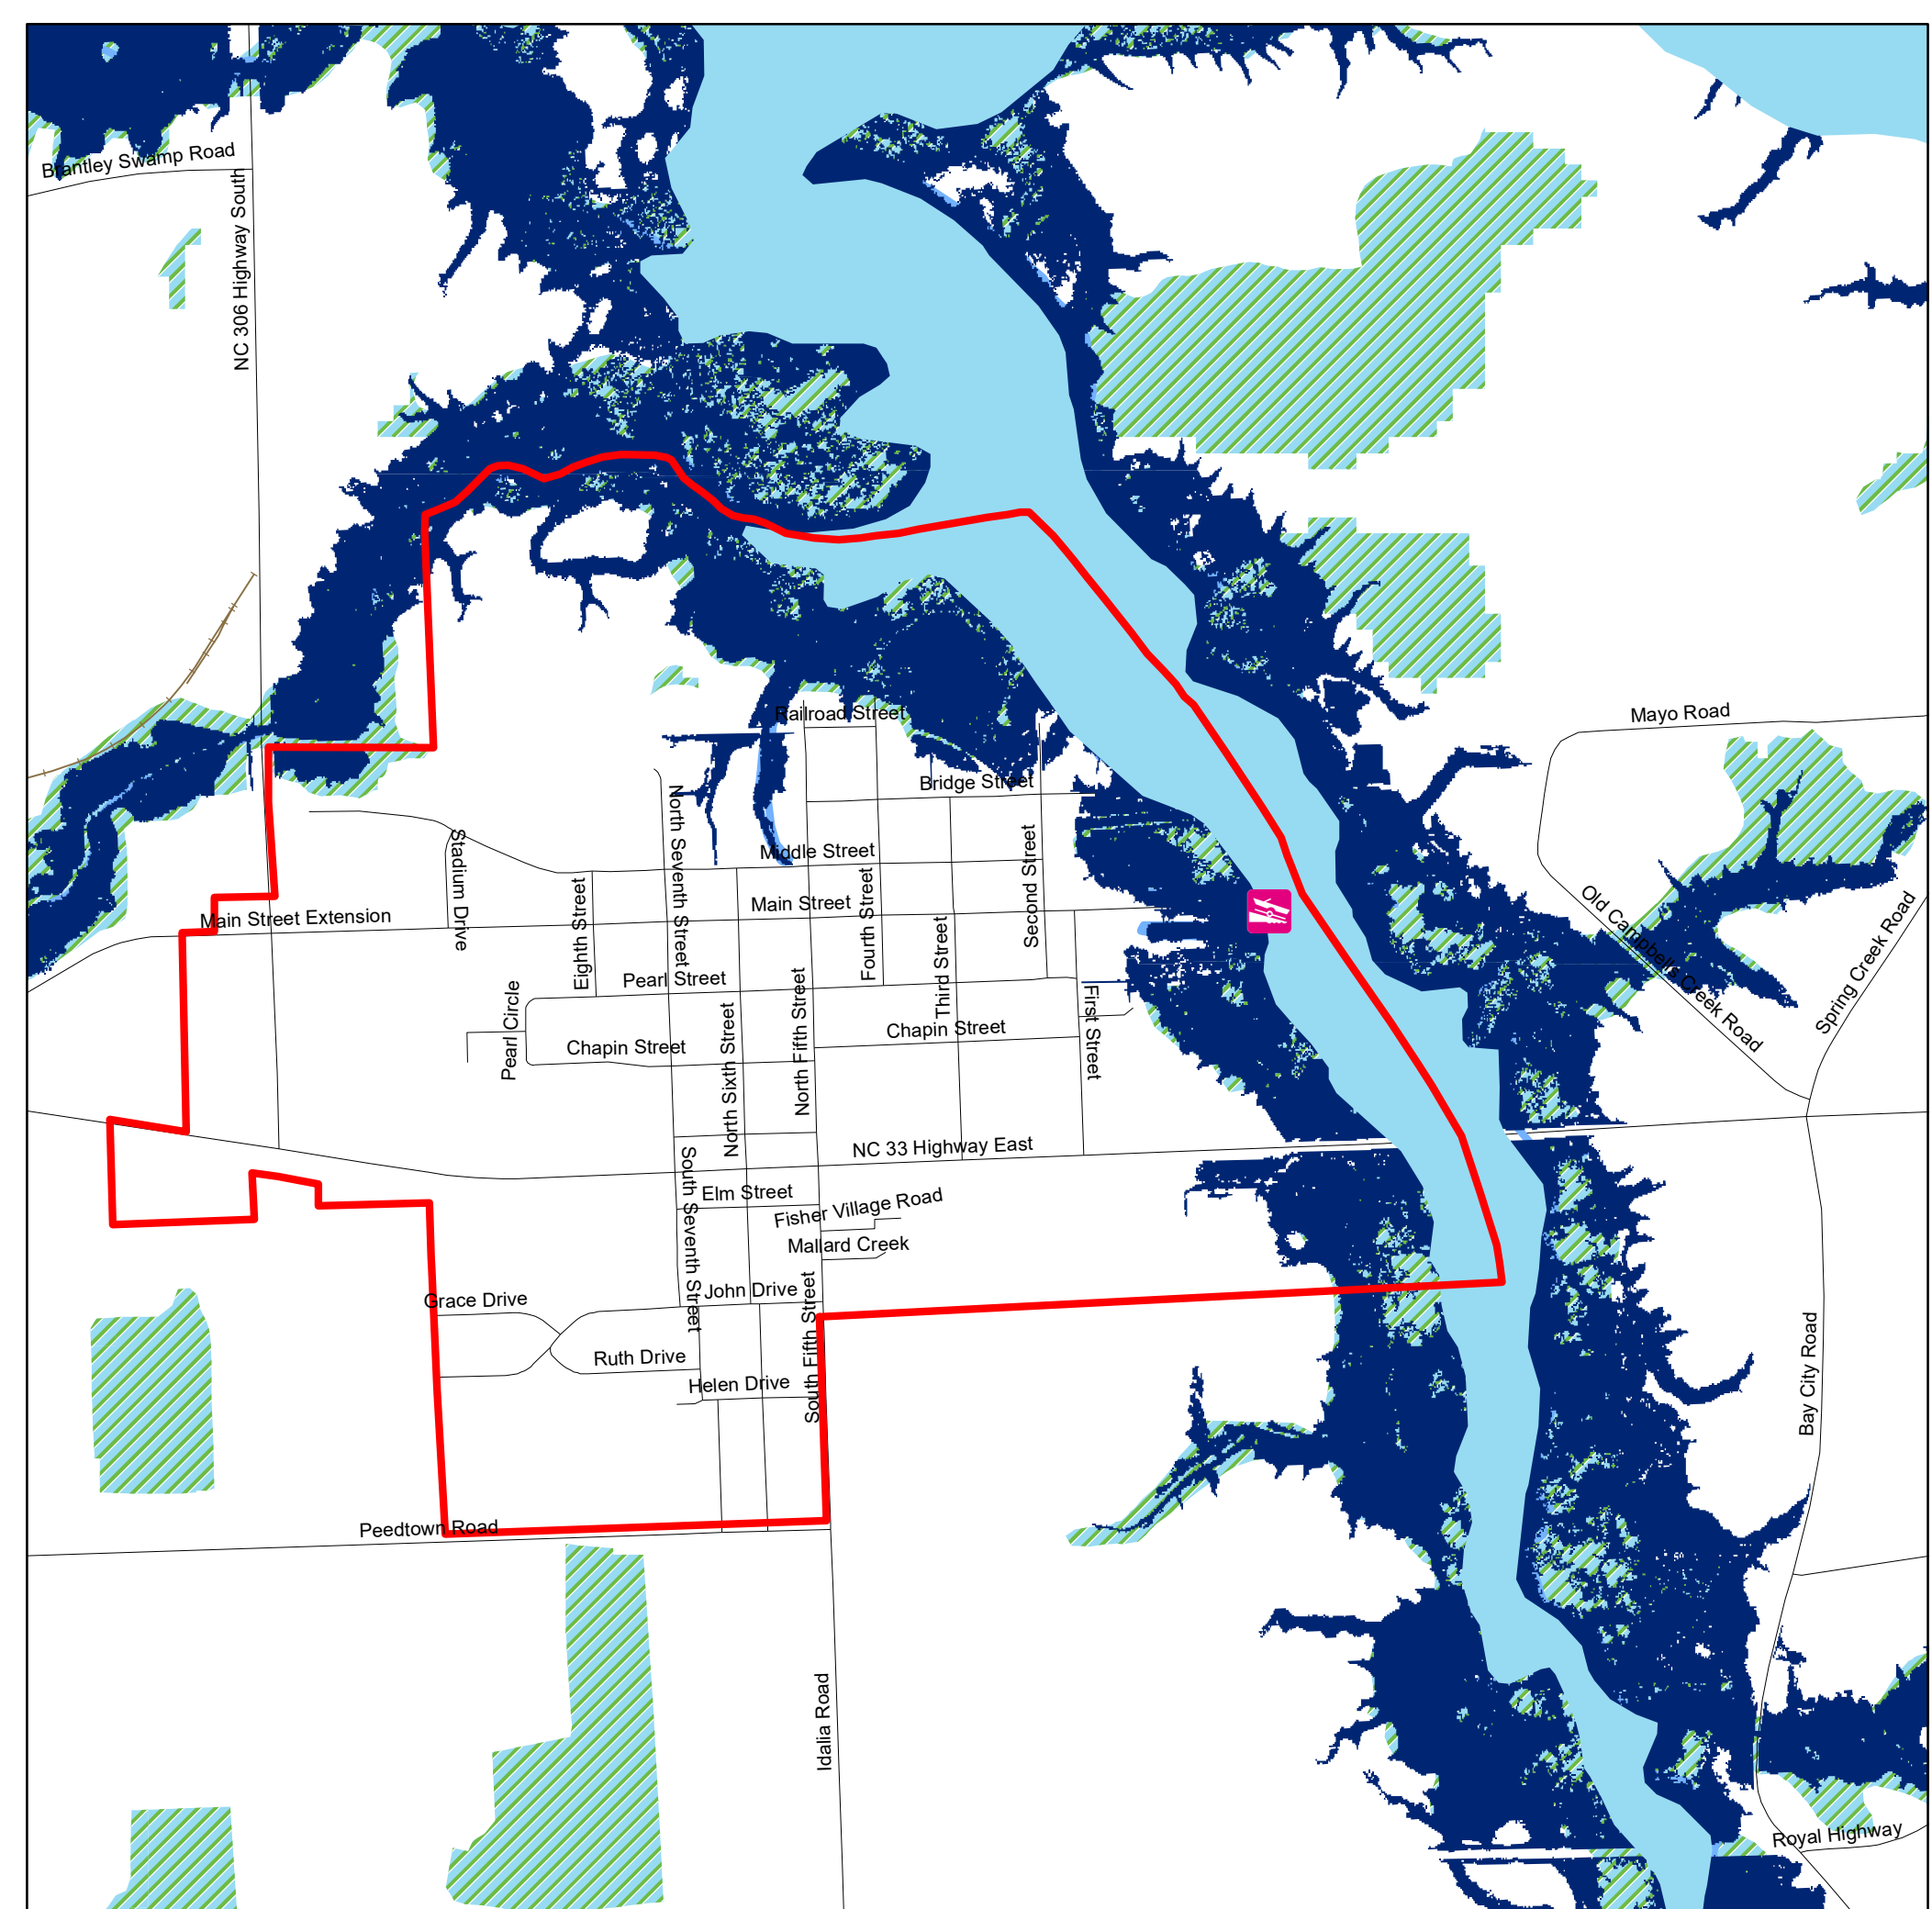 Brantley Swamp Road
NC 306 Highway South
Railroad Street
Mayo Road
Bridge Street
North Seventh Street
Stadium Drive
Middle Street
Second Street
Eighth Street
Fourth Street
Main Street
Main Street Extension
Old Campbells Creek Road
Spring Creek Road
Third Street
Pearl Street
Pearl Circle
First Street
North Fifth Street
North Sixth Street
Chapin Street
Chapin Street
NC 33 Highway East
South Seventh Street
Elm Street
Fisher Village Road
Mallard Creek
John Drive
Grace Drive
South Fifth Street
Ruth Drive
Helen Drive
Bay City Road
Peedtown Road
Idalia Road
Royal Highway